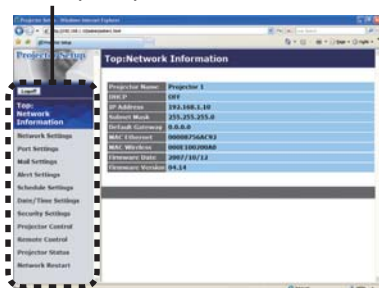 Projector Setup
Logoff
Top:
Network
Information
Network Settings
Port Settings
Mail Settings
Alert Settings
Schedule Settings
Date/Time Settings
Security Settings
Projector Control
Remote Control
Projector Status
Network Restart
Top:Network Information
Projector Name Projector 1
DHCP OFF
IP Address 192.168.1.10
Subnet Mask 255.255.255.0
Default Gateway 0.0.0.0
MAC Ethernet
MAC Wireless
Firmware Date 2007/10/12
Firmware Version 04.14